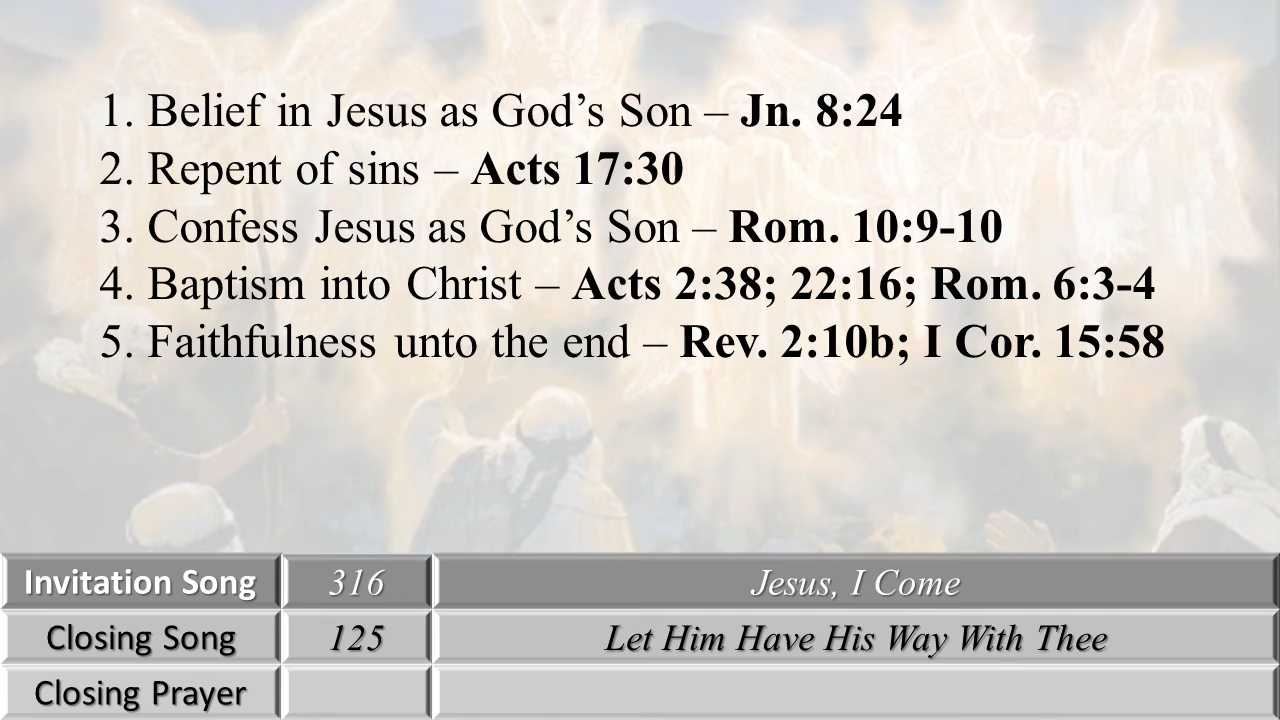 1. Belief in Jesus as God’s Son – Jn. 8:24
2. Repent of sins – Acts 17:30
3. Confess Jesus as God’s Son – Rom. 10:9-10
4. Baptism into Christ – Acts 2:38; 22:16; Rom. 6:3-4
5. Faithfulness unto the end – Rev. 2:10b; I Cor. 15:58
Invitation Song 316 Jesus, I Come
Closing Song 125 Let Him Have His Way With Thee
Closing Prayer